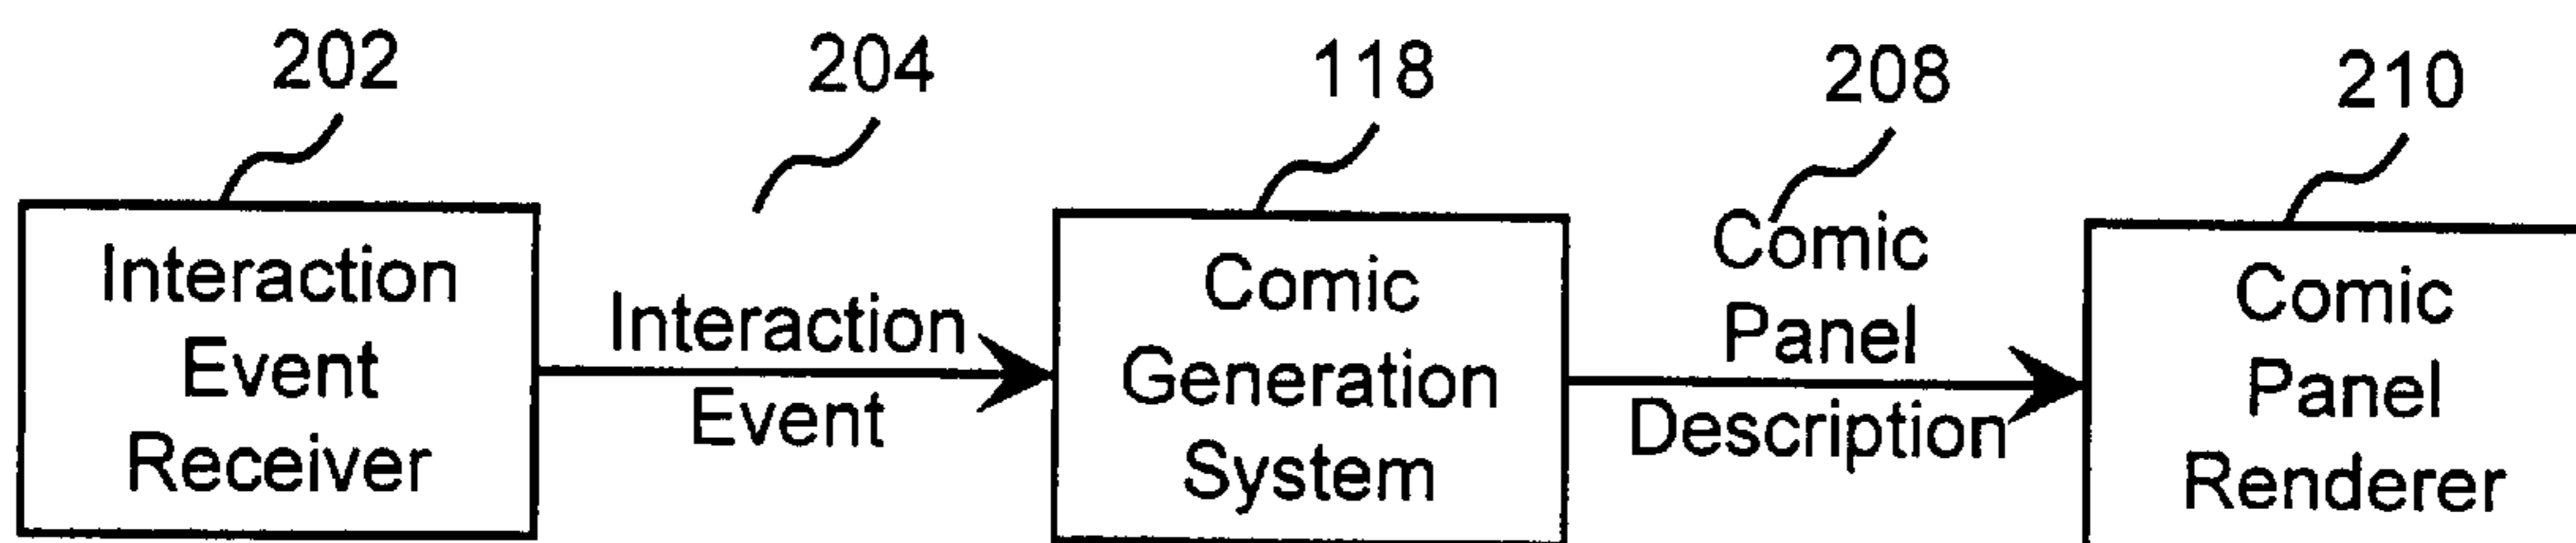 202
204
118
208
210
Interaction
Event
Receiver
Interaction
Event
Comic
Generation
System
Comic
Panel
Description
Comic
Panel
Renderer